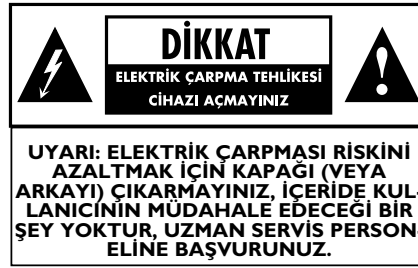 DİKKAT
ELEKTRİK ÇARPMA TEHLİKESİ
CİHAZI AÇMAYINIZ
UYARI: ELEKTRİK ÇARPMASI RİSKİNİ
AZALTMAK İÇİN KAPAĞI (VEYA
ARKAYI) ÇIKARMAYINIZ, İÇERİDE KUL-
LANICININ MÜDAHALE EDECEĞİ BİR
ŞEY YOKTUR, UZMAN SERVİS PERSON-
ELİNE BAŞVURUNUZ.